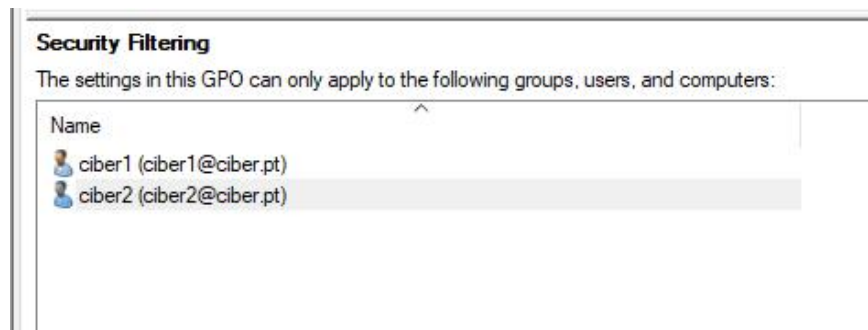 Security Filtering
The settings in this GPO can only apply to the following groups, users, and computers:
Name
ciber1 (ciber1@ciber.pt)
ciber2 (ciber2@ciber.pt)